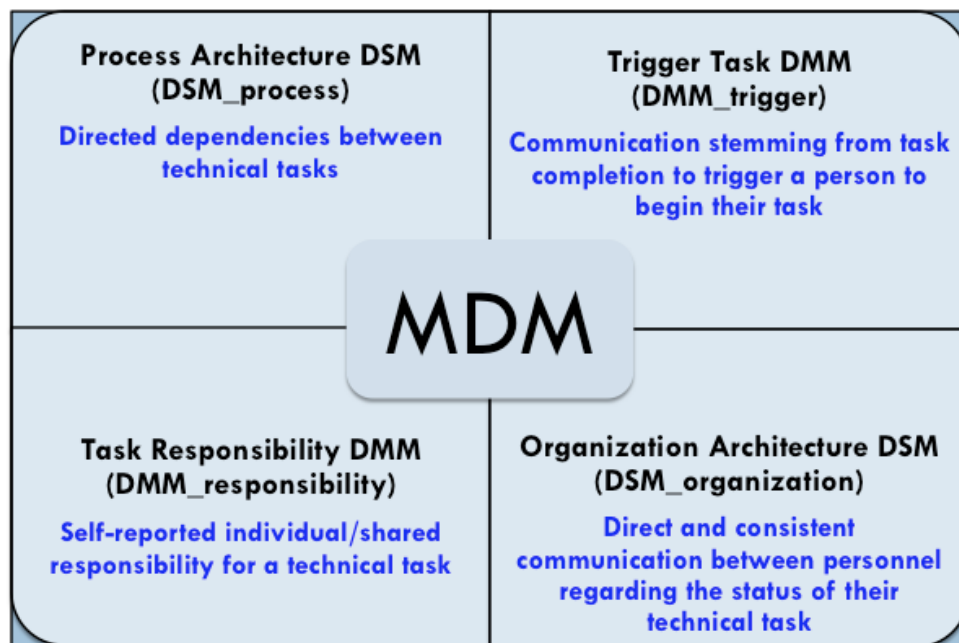 Process Architecture DSM
(DSM_process)
Directed dependencies between
technical tasks
Trigger Task DMM
(DMM_trigger)
Communication stemming from task
completion to trigger a person to
begin their task
MDM
Task Responsibility DMM
(DMM_responsibility)
Self-reported individual/shared
responsibility for a technical task
Organization Architecture DSM
(DSM_organization)
Direct and consistent
communication between personnel
regarding the status of their
technical task